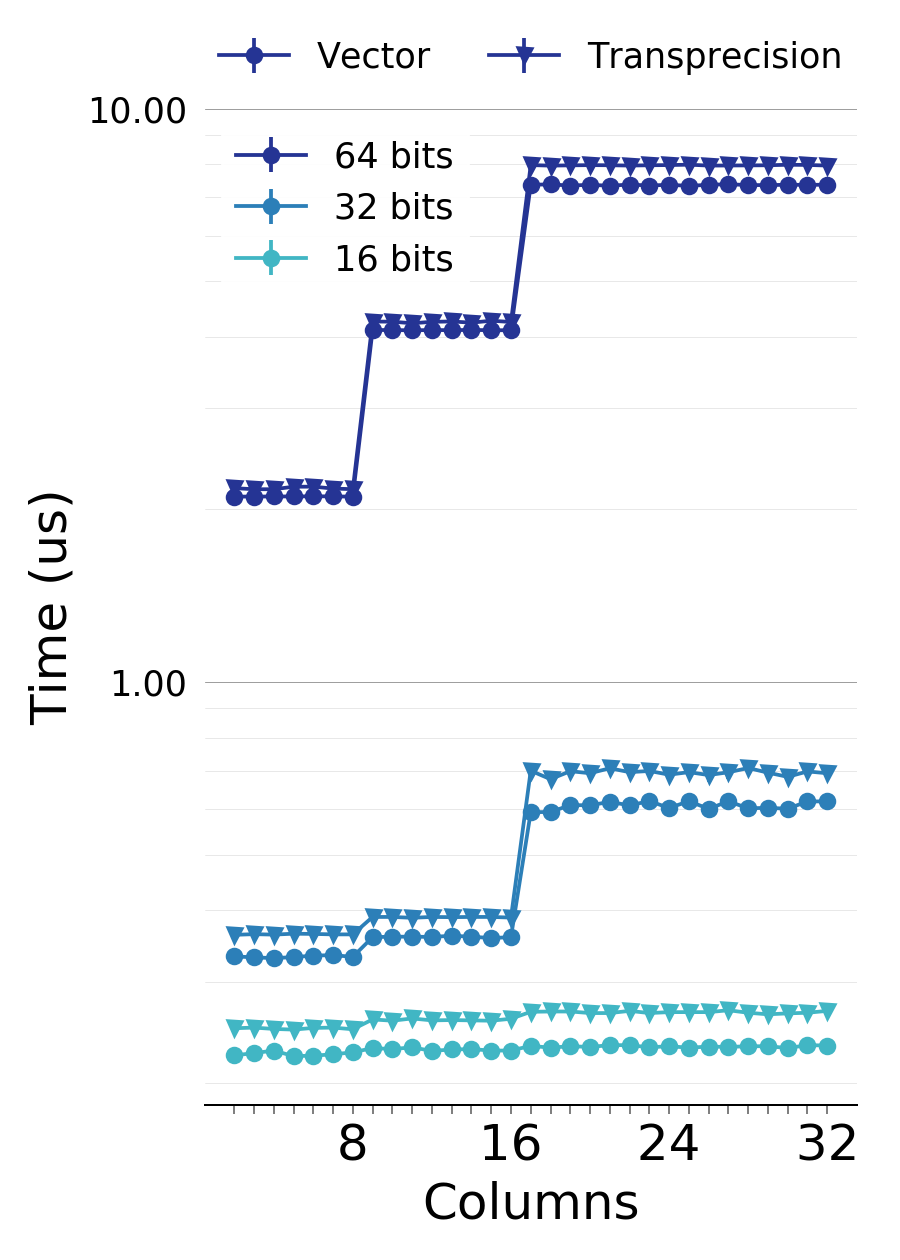 Vector Transprecision
10.00
64 bits
32 bits
16 bits
Time (us)
1.00
8 16 24 32
Columns